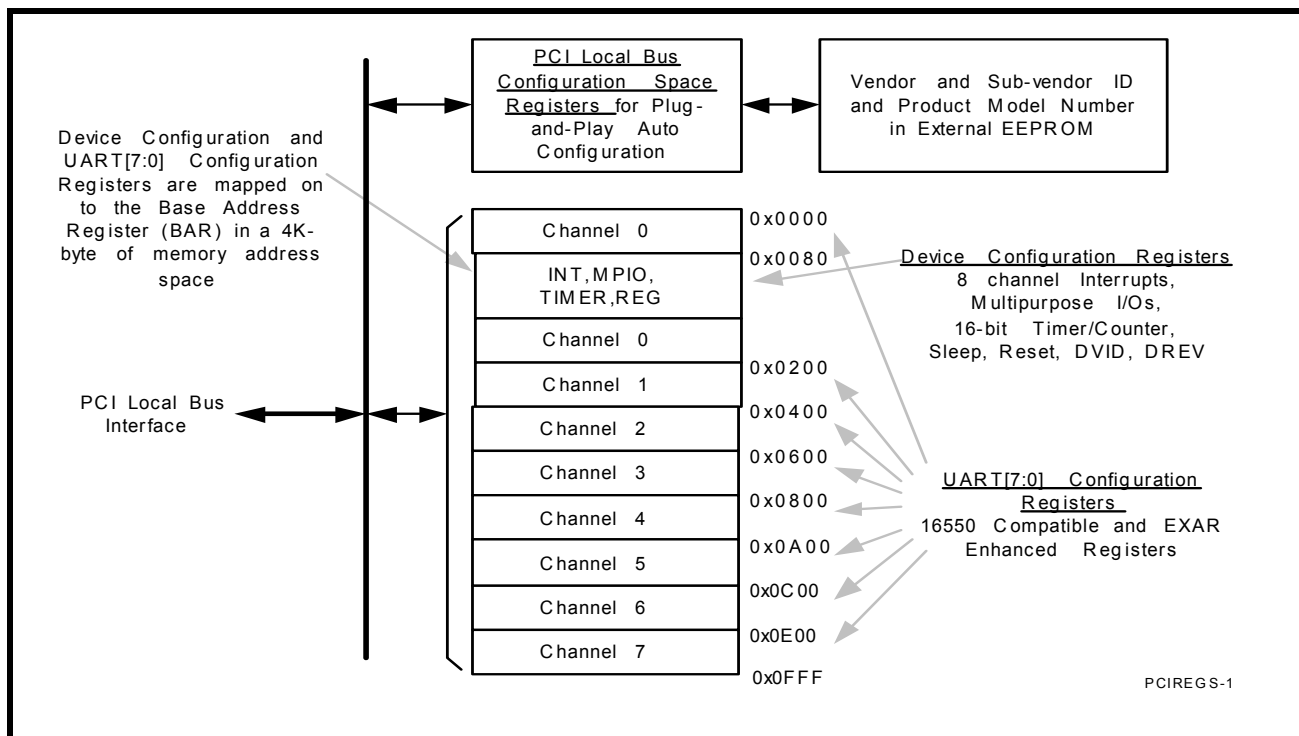 PCI Local Bus
Configuration Space
Registers for Plug-
and-Play Auto
Configuration
Vendor and Sub-vendor ID
and Product Model Number
in External EEPROM
Device Configuration and
UART[7:0] Configuration
Registers are mapped on
to the Base Address
Register (BAR) in a 4K-
byte of memory address
space
Channel 0
INT, MPIO,
TIMER, REG
Channel 0
Channel 1
Channel 2
Channel 3
Channel 4
Channel 5
Channel 6
Channel 7
0x0000
0x0080
0x0200
0x0400
0x0600
0x0800
0x0A00
0x0C00
0x0E00
0x0FFF
Device Configuration Registers
8 channel Interrupts,
Multipurpose I/Os,
16-bit Timer/Counter,
Sleep, Reset, DVID, DREV
PCI Local Bus
Interface
UART[7:0] Configuration
Registers
16550 Compatible and EXAR
Enhanced Registers
PCIREGS-1